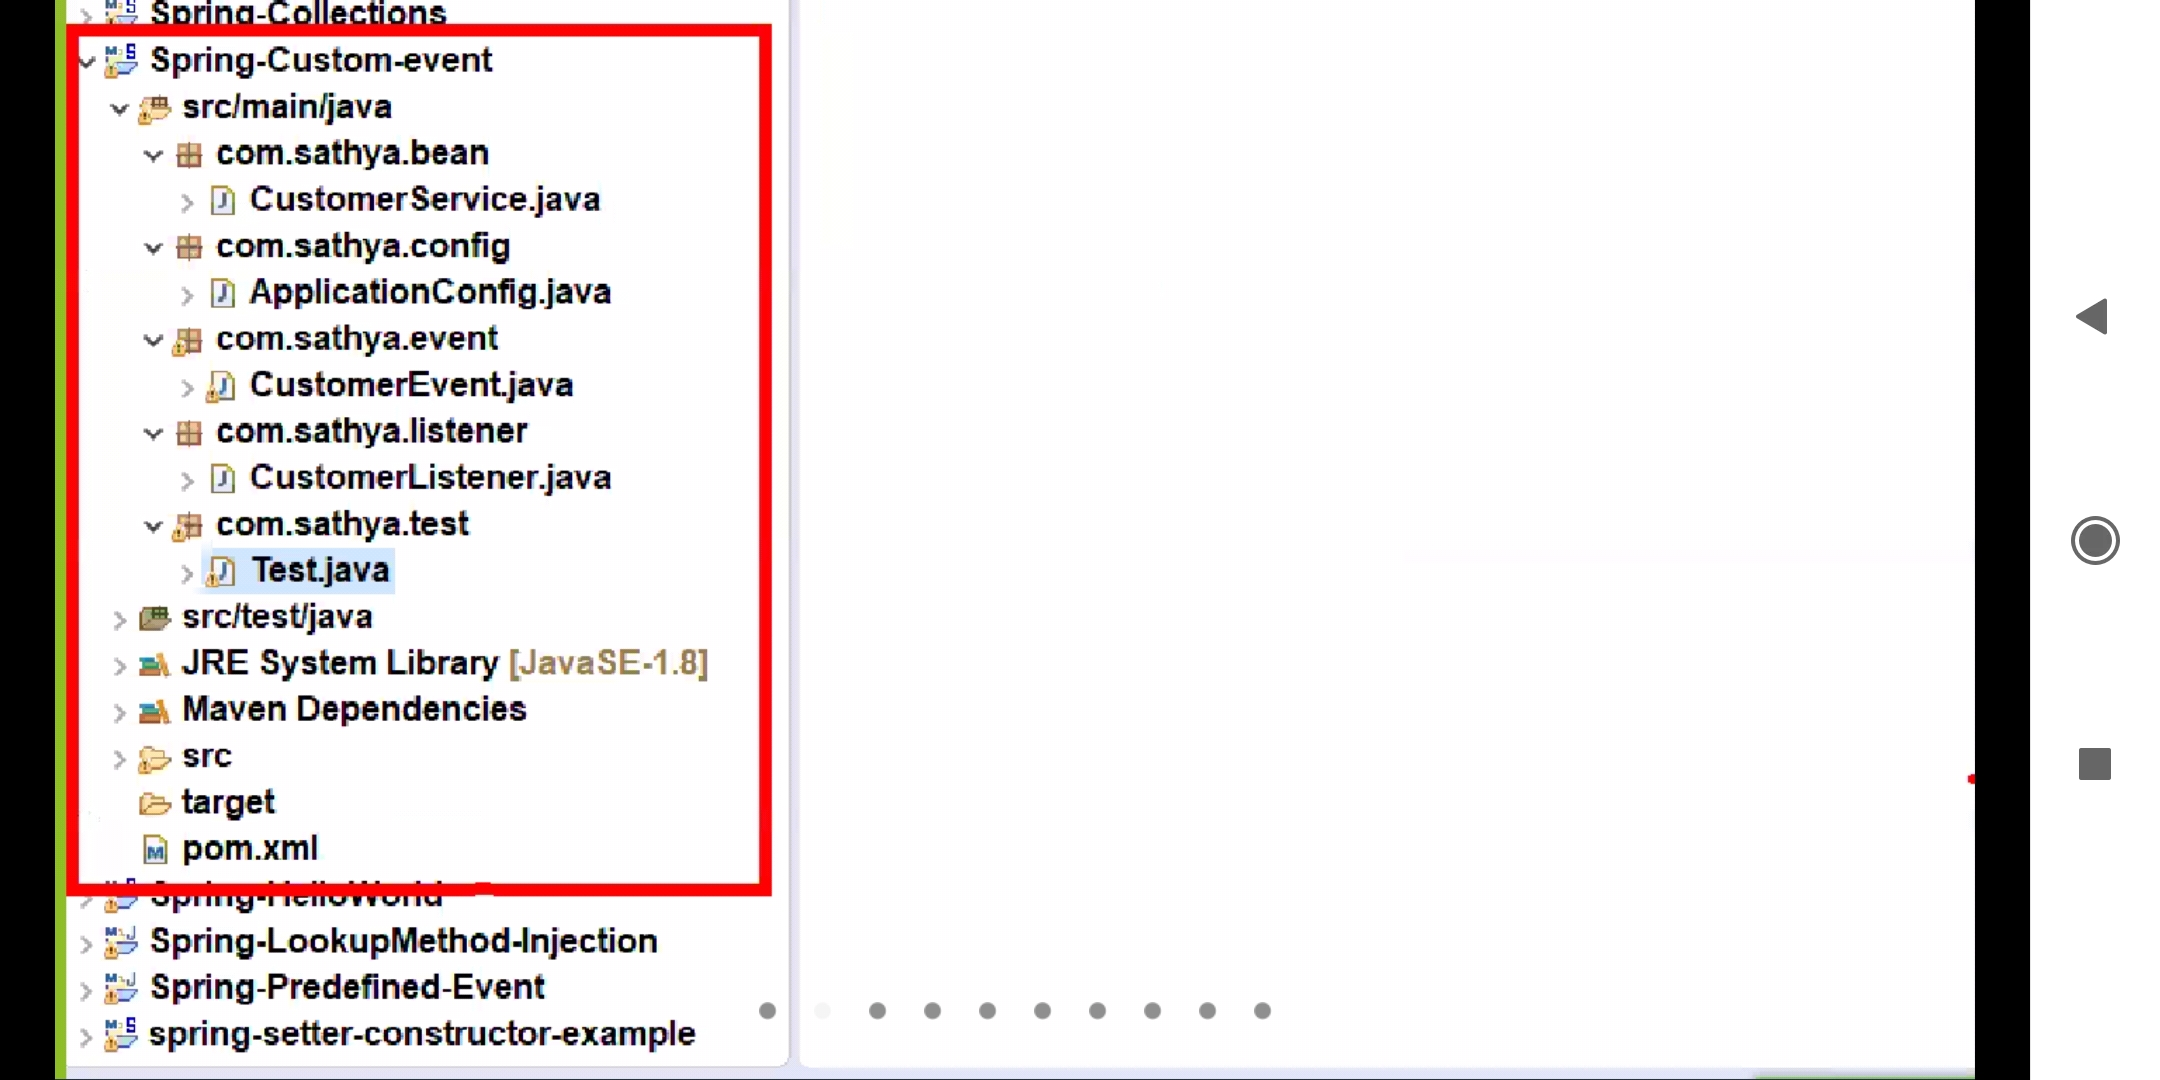 Spring-Collections
Spring-Custom-event
src/main/java
com.sathya.bean
CustomerService.java
com.sathya.config
ApplicationConfig.java
com.sathya.event
CustomerEvent.java
com.sathya.listener
CustomerListener.java
com.sathya.test
Test.java
src/test/java
JRE System Library [JavaSE-1.8]
Maven Dependencies
src
target
pom.xml
Spring-HelloWorld
Spring-LookupMethod-Injection
Spring-Predefined-Event
spring-setter-constructor-example